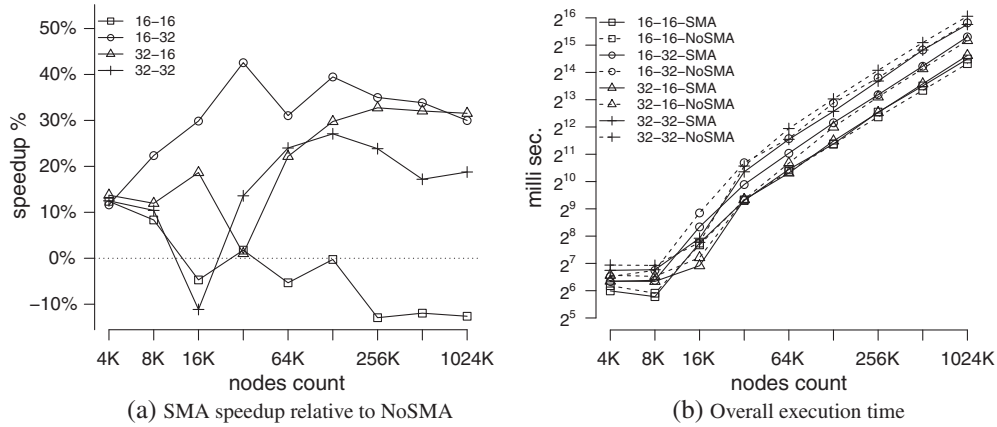 16−16
16−32
32−16
32−32
50%
40%
30%
20%
10%
0%
−10%
speedup %
4K 8K 16K 64K 256K 1024K
nodes count
(a) SMA speedup relative to NoSMA
16−16−SMA
16−16−NoSMA
16−32−SMA
16−32−NoSMA
32−16−SMA
32−16−NoSMA
32−32−SMA
32−32−NoSMA
2^16
2^15
2^14
2^13
2^12
2^11
2^10
2^9
2^8
2^7
2^6
2^5
milli sec.
4K 8K 16K 64K 256K 1024K
nodes count
(b) Overall execution time